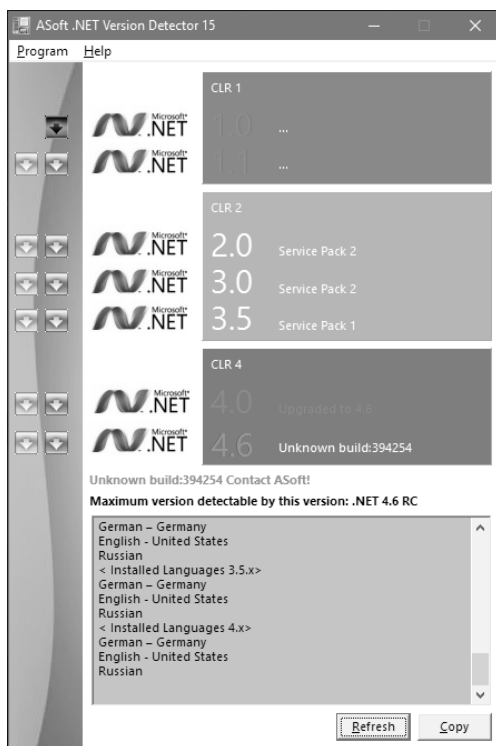 ASoft .NET Version Detector 15
Program Help
CLR 1
Microsoft .NET 1.0 ...
Microsoft .NET 1.1 ...
CLR 2
Microsoft .NET 2.0 Service Pack 2
Microsoft .NET 3.0 Service Pack 2
Microsoft .NET 3.5 Service Pack 1
CLR 4
Microsoft .NET 4.0 Upgraded to 4.6
Microsoft .NET 4.6 Unknown build:394254
Unknown build:394254 Contact ASoft!
Maximum version detectable by this version: .NET 4.6 RC
German – Germany
English - United States
Russian
< Installed Languages 3.5.x>
German – Germany
English - United States
Russian
< Installed Languages 4.x>
German – Germany
English - United States
Russian
Refresh Copy